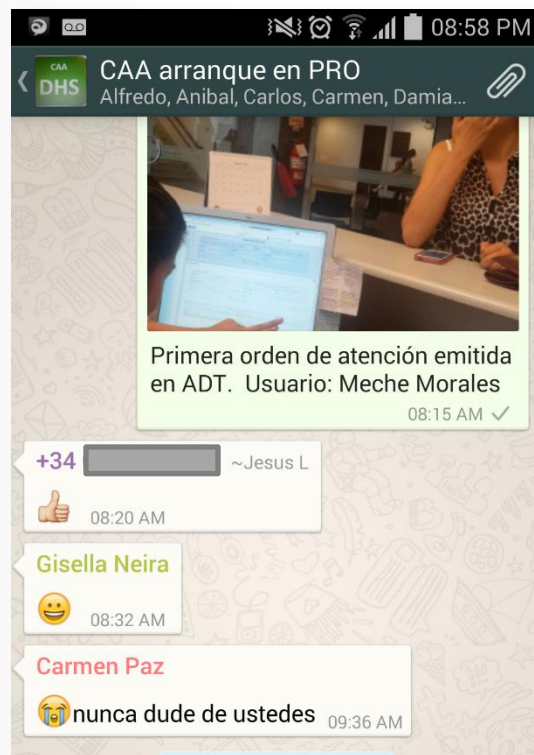 08:58 PM
CAA
DHS
CAA arranque en PRO
Alfredo, Anibal, Carlos, Carmen, Damia...
Primera orden de atención emitida
en ADT. Usuario: Meche Morales
08:15 AM
+34 ~Jesus L
08:20 AM
Gisella Neira
08:32 AM
Carmen Paz
nunca dude de ustedes 09:36 AM